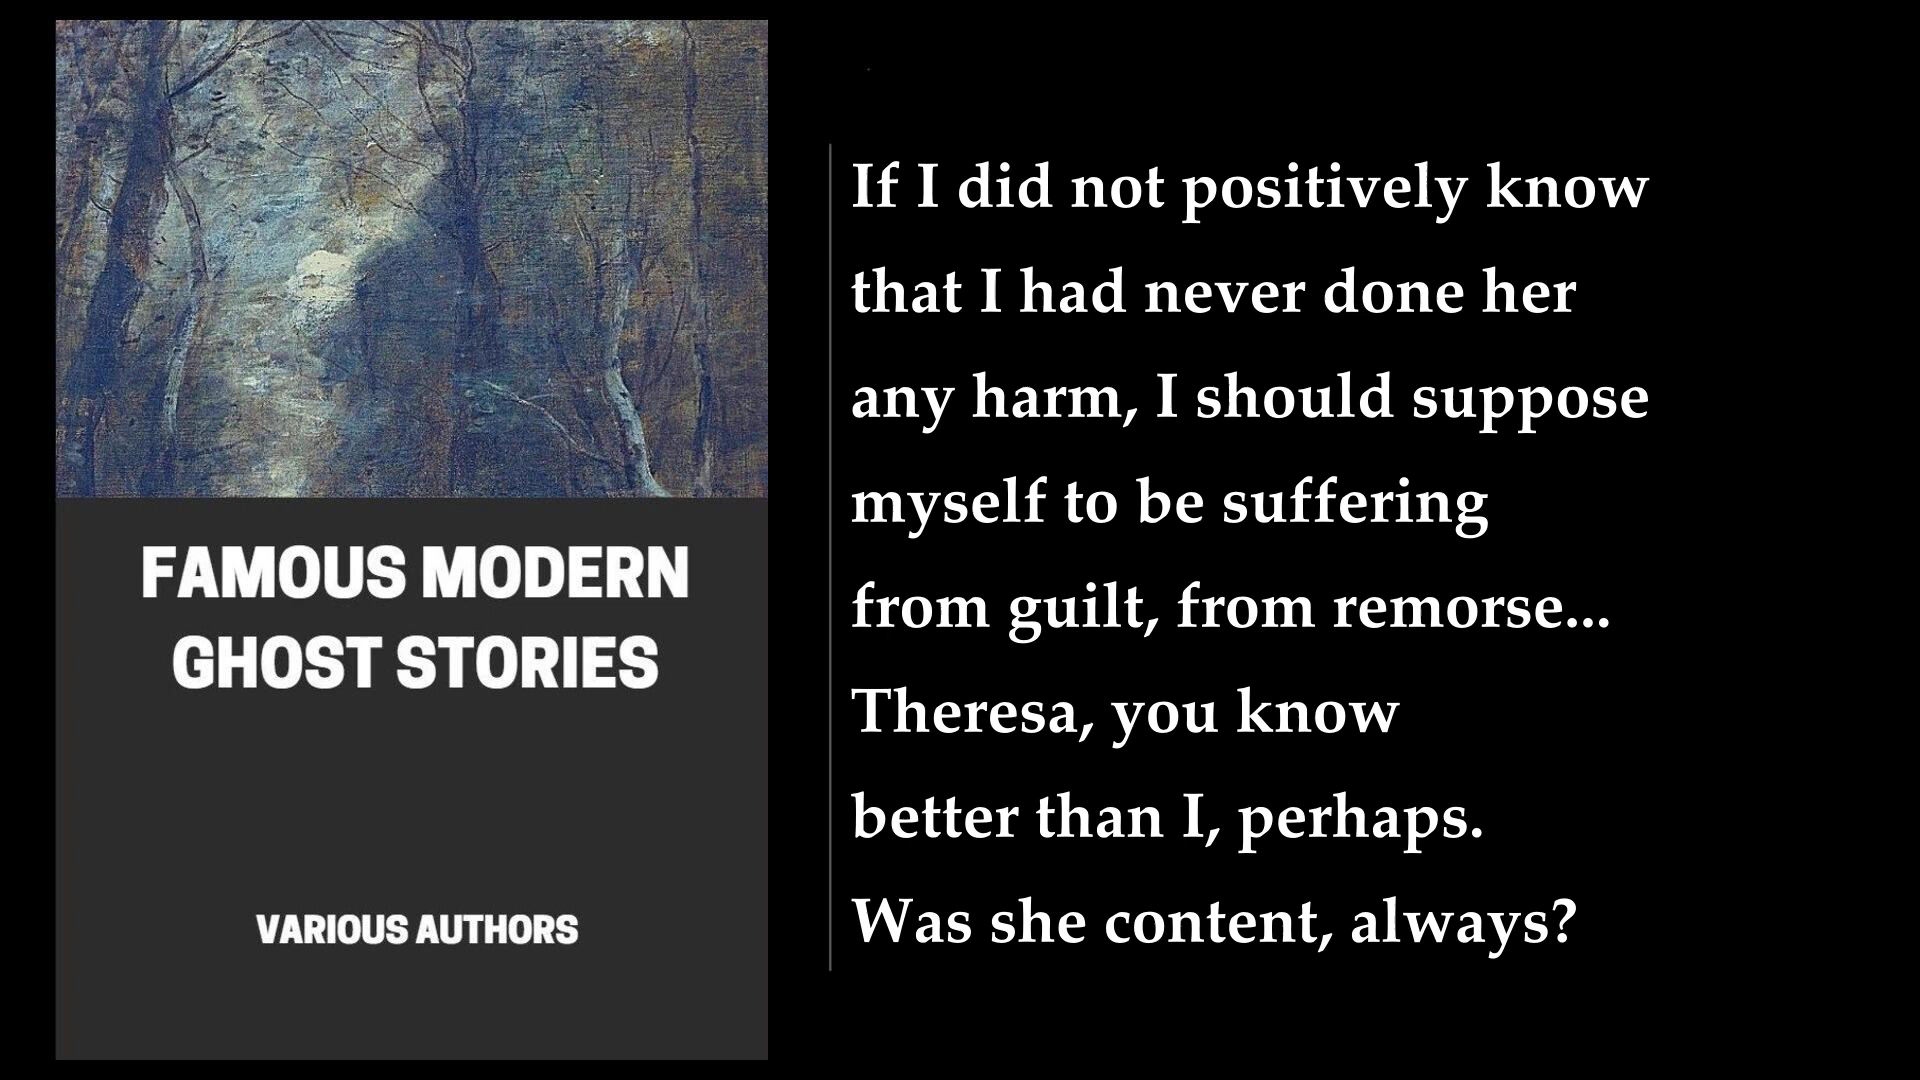 FAMOUS MODERN
GHOST STORIES
VARIOUS AUTHORS
If I did not positively know
that I had never done her
any harm, I should suppose
myself to be suffering
from guilt, from remorse...
Theresa, you know
better than I, perhaps.
Was she content, always?